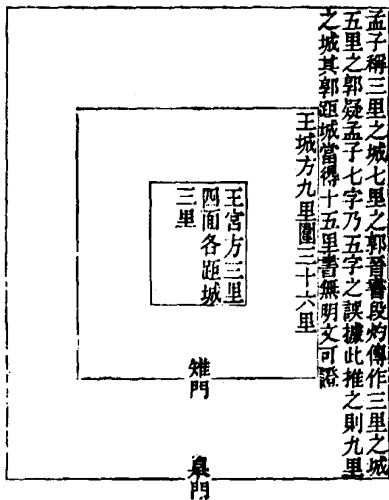 孟子稱三里之城七里之郭晉書段灼傳作三里之城
五里之郭疑孟子七字乃五字之誤據此推之則九里
之城其郭距城當得十五里書無明文可證
王城方九里圍三十六里
王宮方三里
四面各距城
三里
雉門
皐門